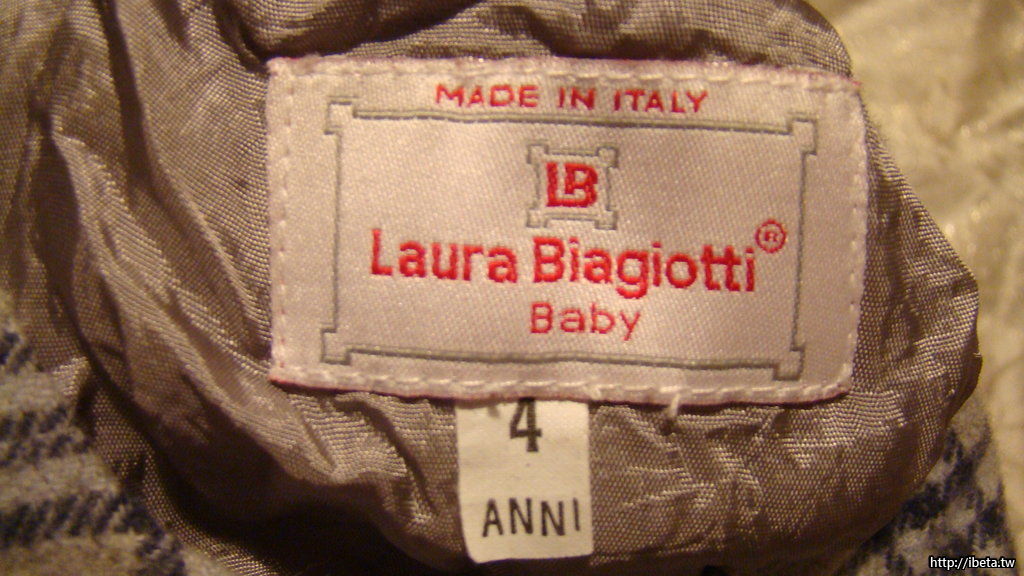 MADE IN ITALY
LB
Laura Biagiotti®
Baby
4
ANNI
http://ibeta.tw